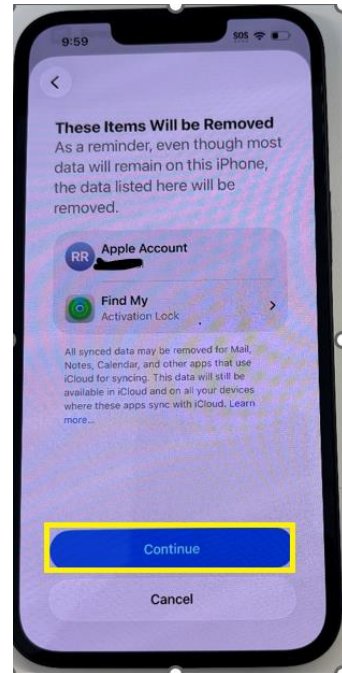 9:59
SOS
These Items Will be Removed
As a reminder, even though most
data will remain on this iPhone,
the data listed here will be
removed.
RR
Apple Account
Find My
Activation Lock
All synced data may be removed for Mail,
Notes, Calendar, and other apps that use
iCloud for syncing. This data will still be
available in iCloud and on all your devices
where these apps sync with iCloud. Learn
more...
Continue
Cancel